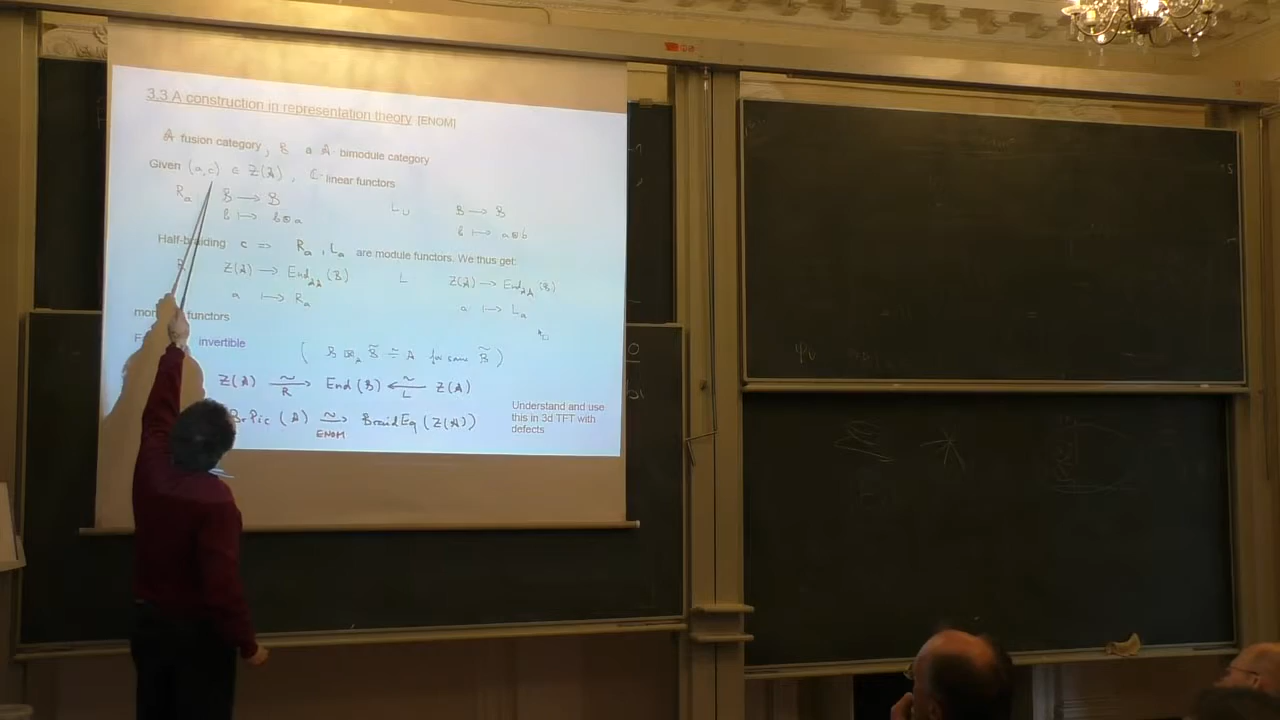 3.3 A construction in representation theory [ENOM]
𝔸 fusion category, B a 𝔸 bimodule category
Given (a,c) ∈ Z(𝔸), ℂ-linear functors
R_a B → B
b ↦ b⊗a
L_U B → B
b ↦ a⊗b
Half-braiding c ⇒ R_a, L_a are module functors. We thus get:
Z(𝔸) → End_𝔸𝔸(B) L Z(𝔸) → End_𝔸𝔸(B)
a ↦ R_a a ↦ L_a
functors
invertible ( B ⊠_𝔸 B̃ ≅ 𝔸 for some B̃ )
Z(𝔸) ~→ R End(B) ←~ L Z(𝔸)
BrPic(𝔸) ~→ ENOM BraidEq(Z(𝔸))
Understand and use
this in 3d TFT with
defects